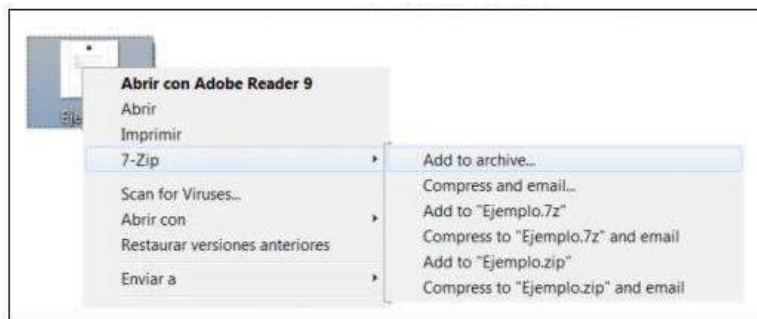 Abrir con Adobe Reader 9
Abrir
Imprimir
7-Zip
Scan for Viruses...
Abrir con
Restaurar versiones anteriores
Enviar a
Add to archive...
Compress and email...
Add to "Ejemplo.7z"
Compress to "Ejemplo.7z" and email
Add to "Ejemplo.zip"
Compress to "Ejemplo.zip" and email